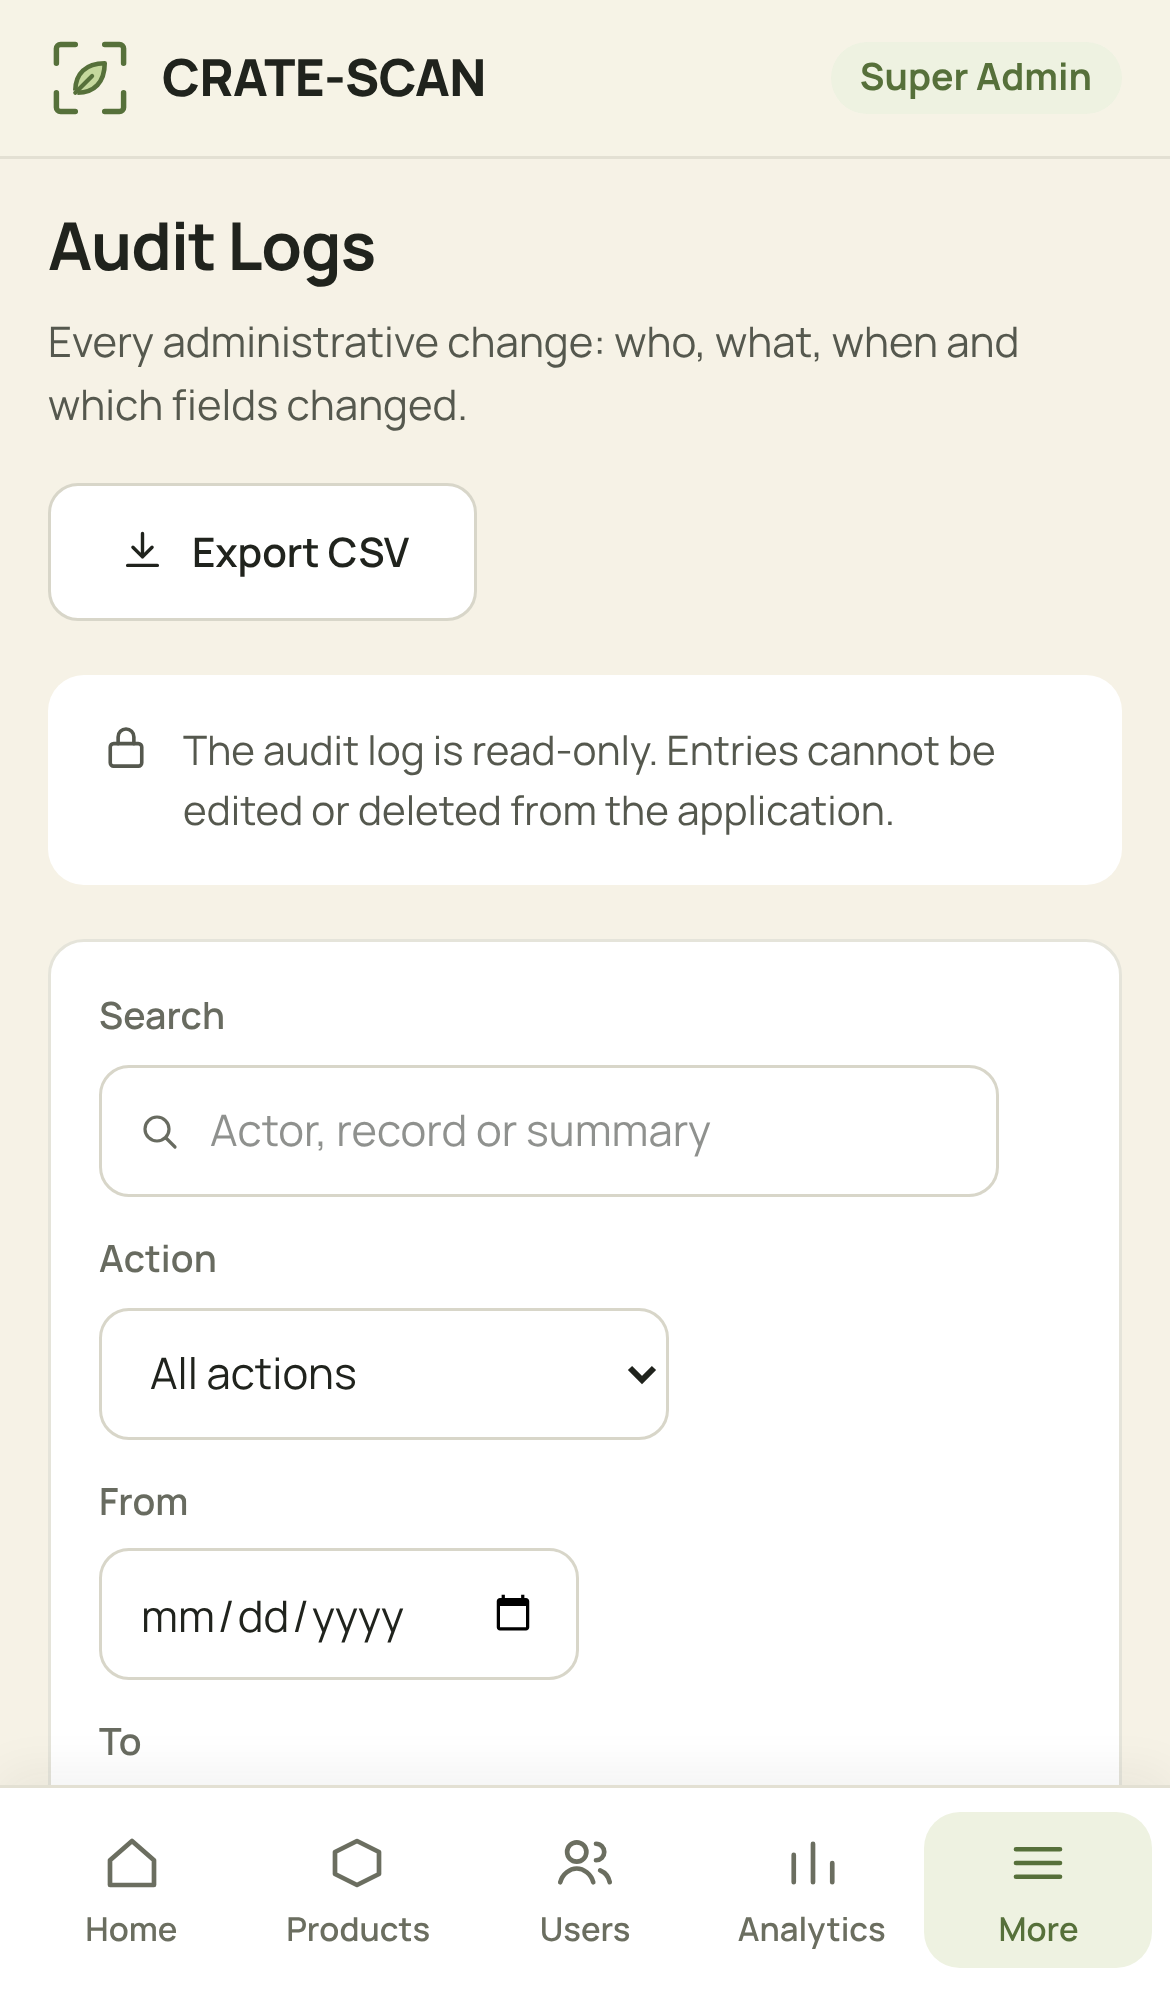 CRATE-SCAN
Super Admin
Audit Logs
Every administrative change: who, what, when and
which fields changed.
Export CSV
The audit log is read-only. Entries cannot be
edited or deleted from the application.
Search
Actor, record or summary
Action
All actions
From
mm/dd/yyyy
To
Home
Products
Users
Analytics
More